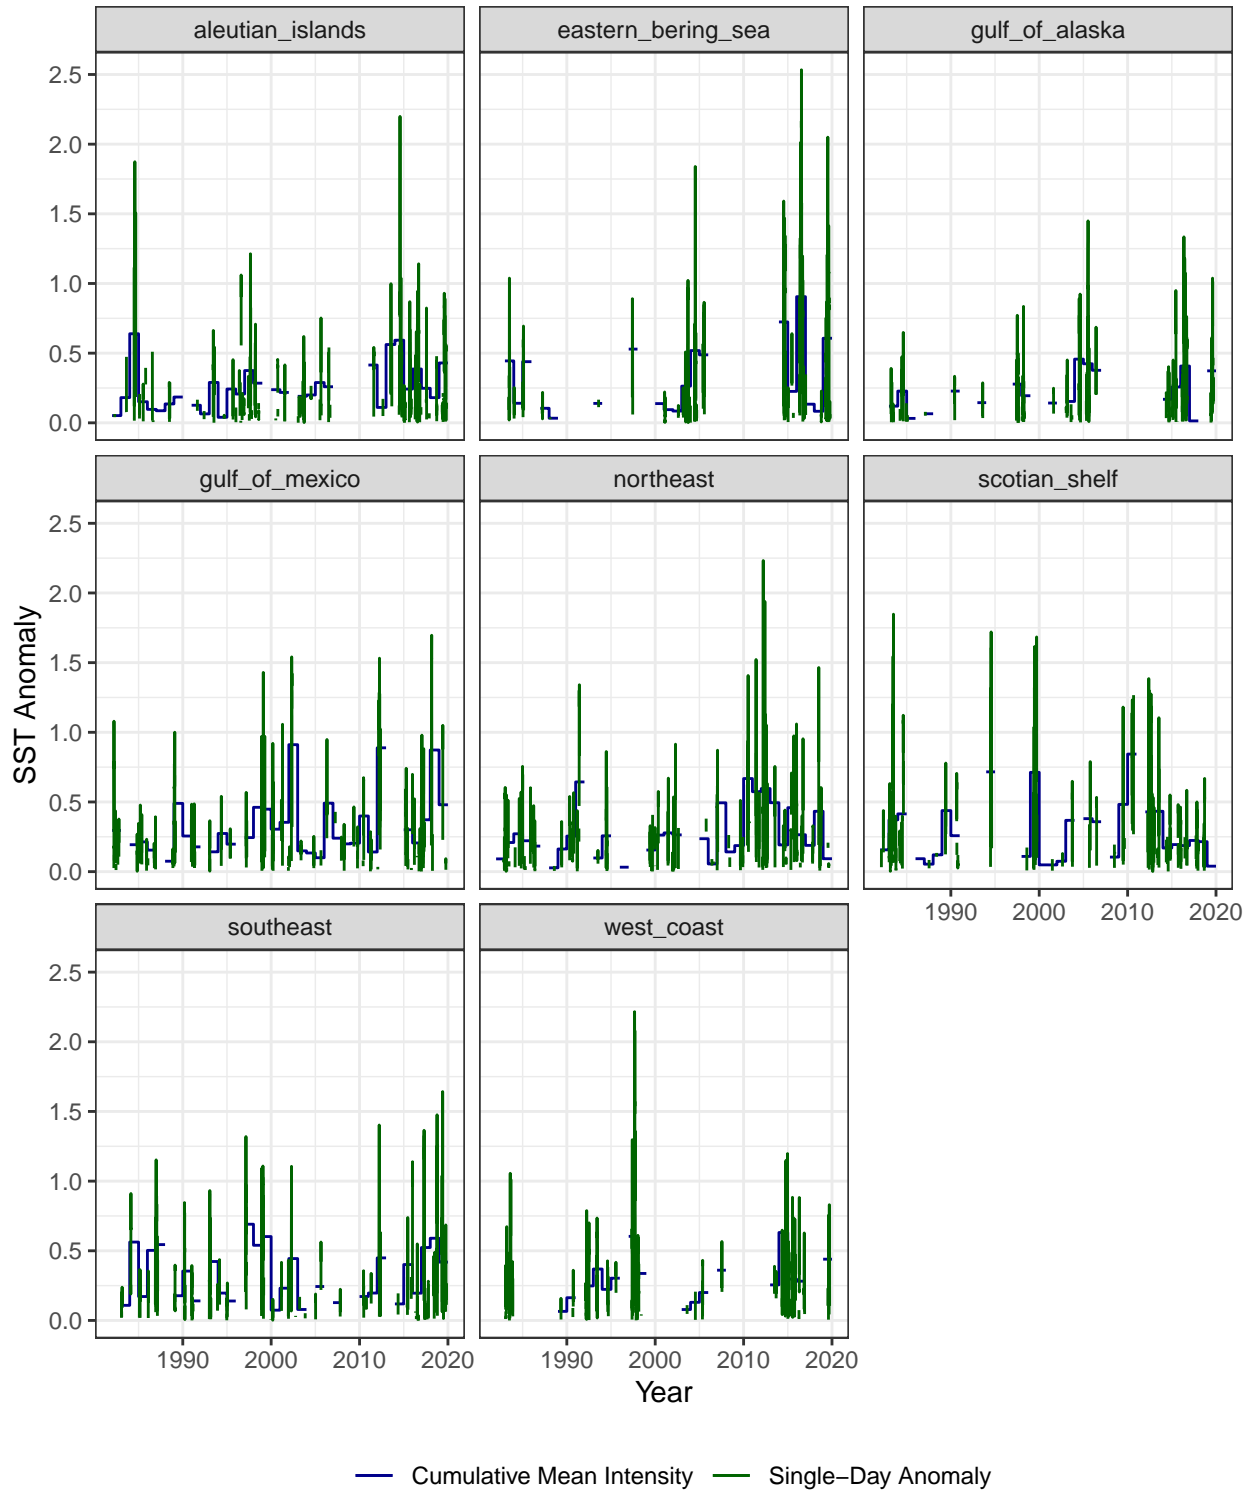 aleutian_islands
eastern_bering_sea
gulf_of_alaska
2.5
2.0
1.5
1.0
0.5
0.0
gulf_of_mexico
northeast
scotian_shelf
2.5
2.0
1.5
1.0
0.5
0.0
SST Anomaly
1990 2000 2010 2020
southeast
west_coast
2.5
2.0
1.5
1.0
0.5
0.0
1990 2000 2010 2020
1990 2000 2010 2020
Year
Cumulative Mean Intensity
Single−Day Anomaly